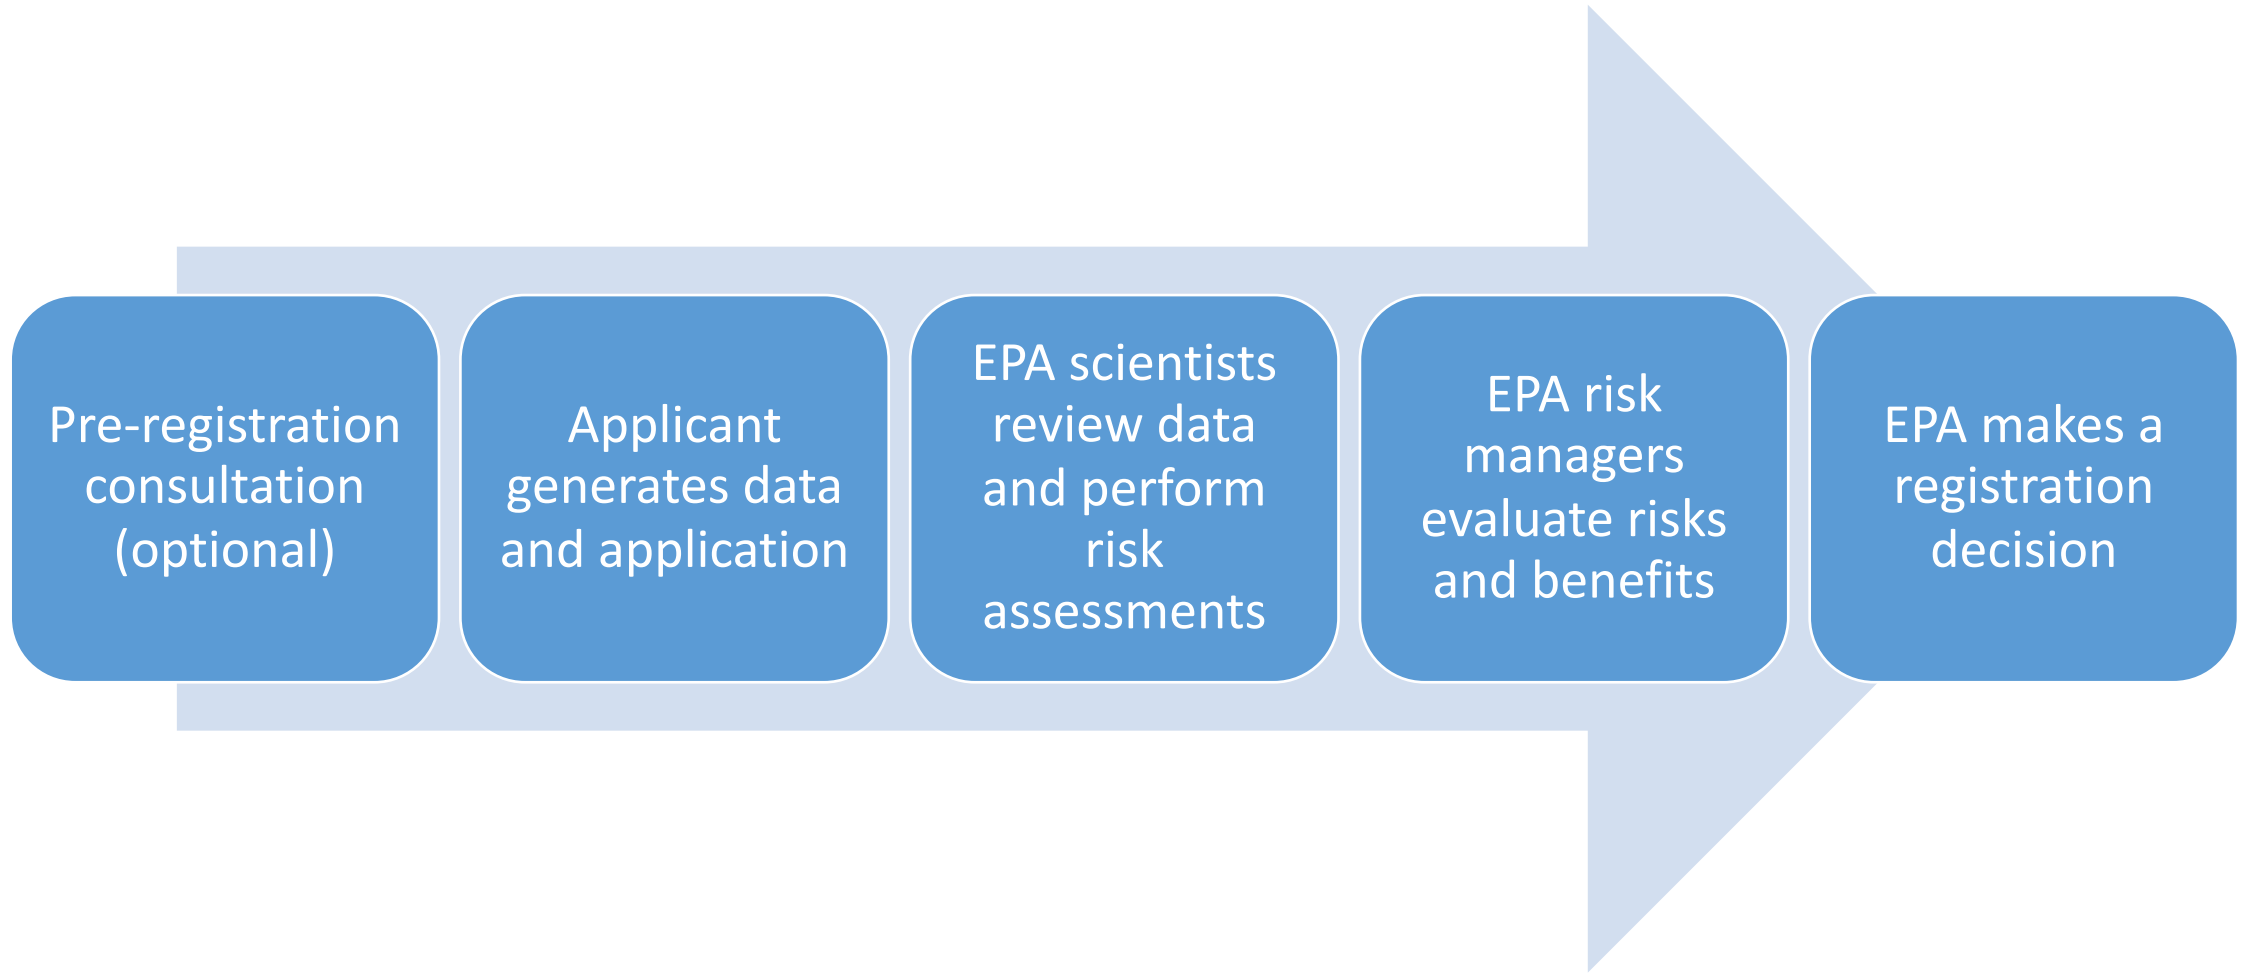 Pre-registration
consultation
(optional)
Applicant
generates data
and application
EPA scientists
review data
and perform
risk
assessments
EPA risk
managers
evaluate risks
and benefits
EPA makes a
registration
decision